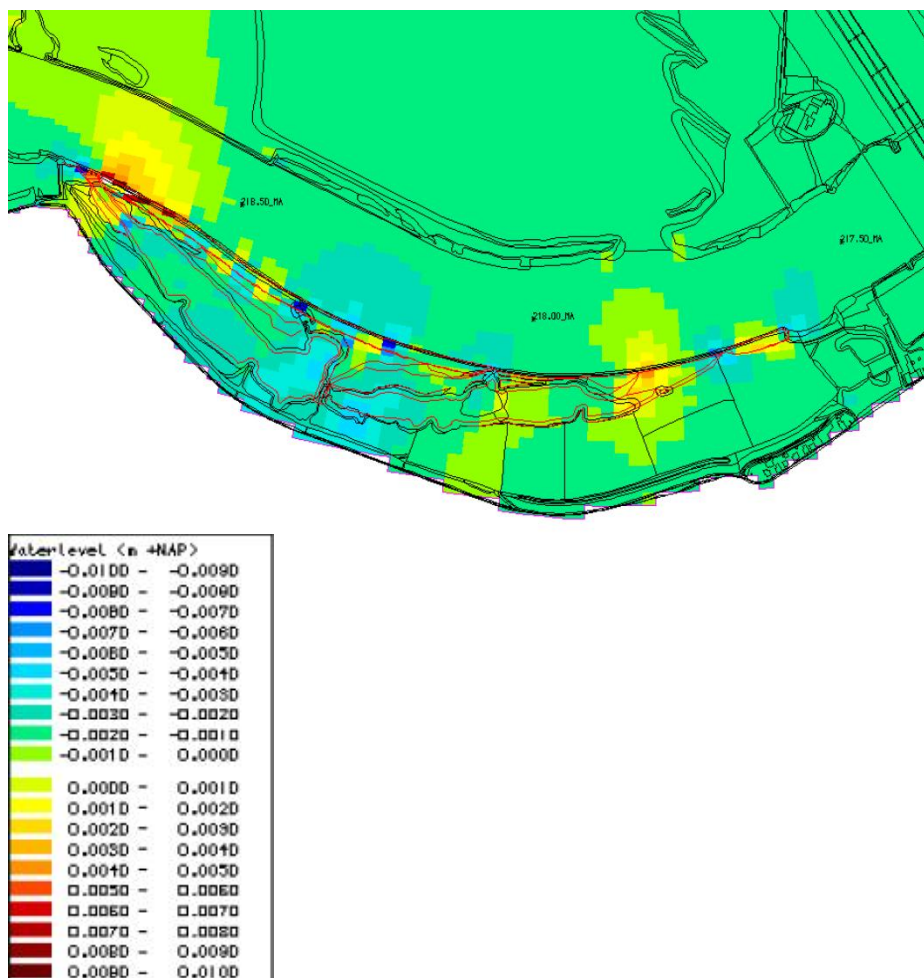 218.50_MA
217.50_MA
218.00_MA
Waterlevel (m +NAP)
-0.0100 - -0.0090
-0.0090 - -0.0080
-0.0080 - -0.0070
-0.0070 - -0.0060
-0.0060 - -0.0050
-0.0050 - -0.0040
-0.0040 - -0.0030
-0.0030 - -0.0020
-0.0020 - -0.0010
-0.0010 - 0.0000
0.0000 - 0.0010
0.0010 - 0.0020
0.0020 - 0.0030
0.0030 - 0.0040
0.0040 - 0.0050
0.0050 - 0.0060
0.0060 - 0.0070
0.0070 - 0.0080
0.0080 - 0.0090
0.0090 - 0.0100